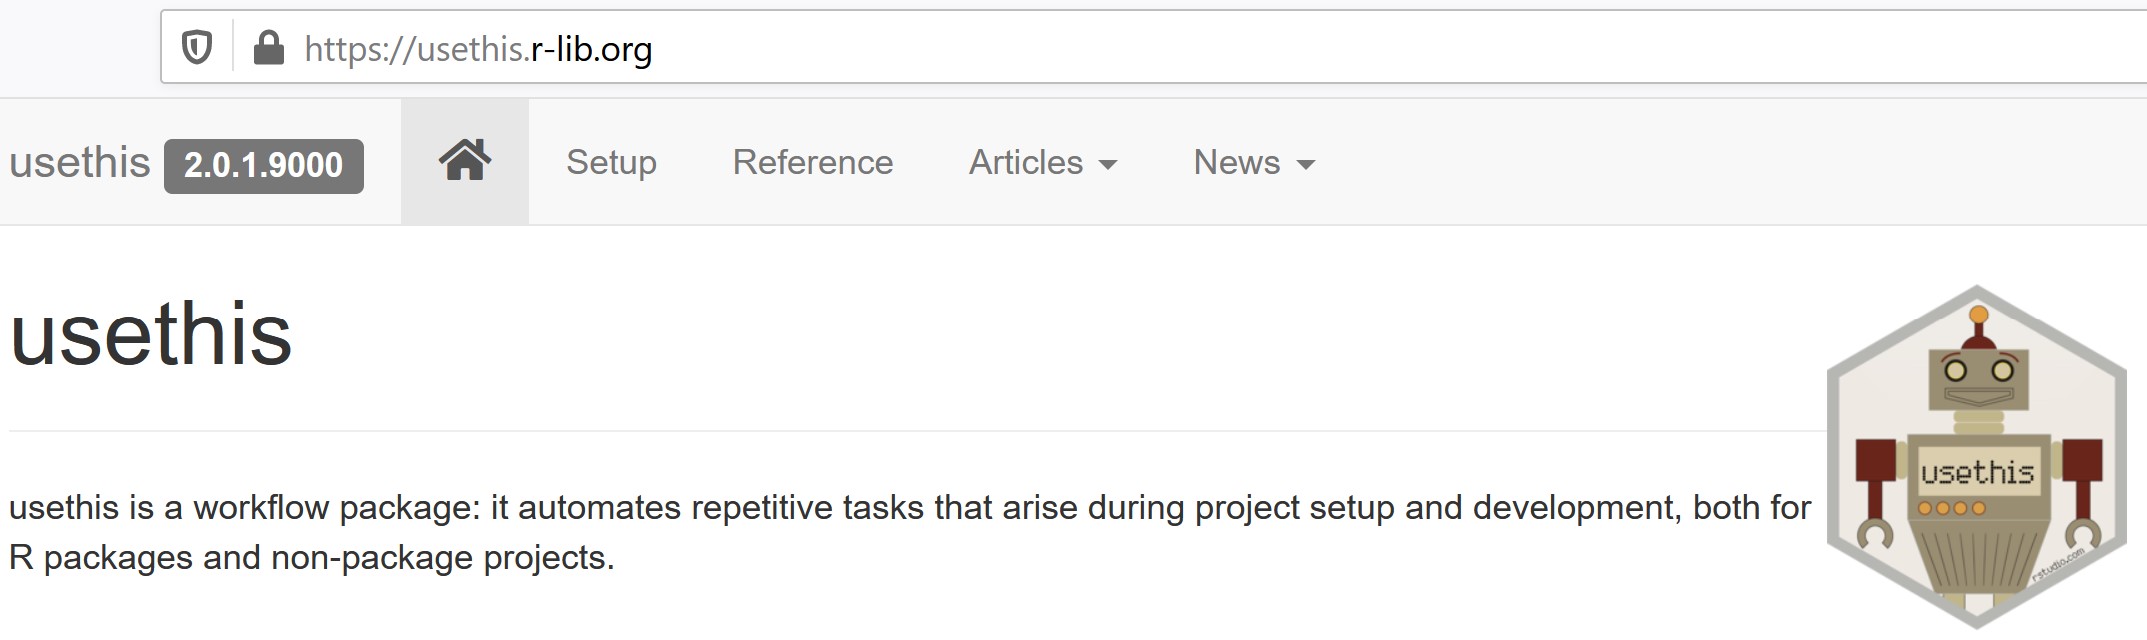 https://usethis.r-lib.org
usethis 2.0.1.9000 Setup Reference Articles News
usethis
usethis is a workflow package: it automates repetitive tasks that arise during project setup and development, both for
R packages and non-package projects.
usethis
rstudio.com